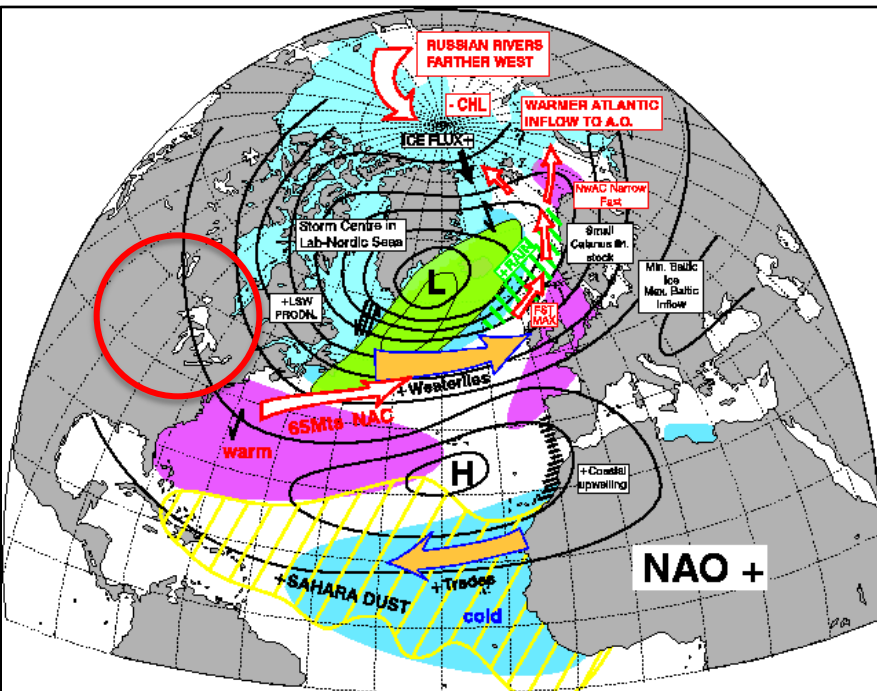 RUSSIAN RIVERS
FARTHER WEST
- CHL
WARMER ATLANTIC
INFLOW TO A.O.
ICE FLUX+
NwAC Narrow
Fast
Storm Centre in
Lab-Nordic Seas
Small
Calanus fin.
stock
+RAIN
Min. Baltic
Ice
Max. Baltic
Inflow
L
+LSW
PRODN.
FST
MAX
+Westerlies
65Mts NAC
warm
H
+Coastal
upwelling
NAO +
+SAHARA DUST
+Trades
cold